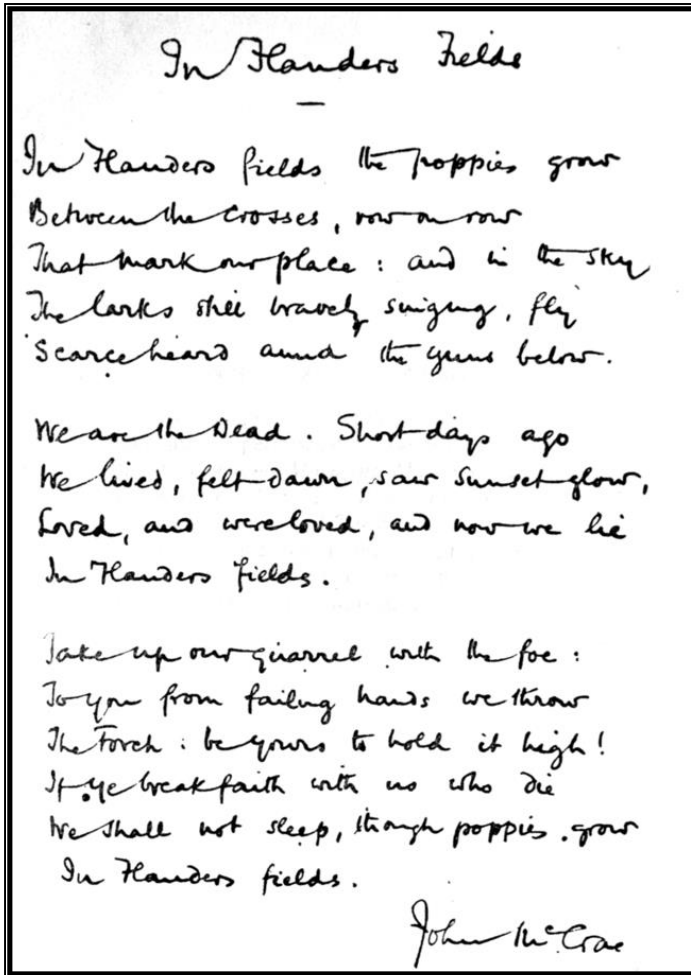 In Flanders Fields
In Flanders fields the poppies grow
Between the Crosses, row on row
That mark our place: and in the sky
The larks still bravely singing, fly
Scarce heard amid the guns below.
We are the Dead. Short days ago
We lived, felt dawn, saw sunset glow,
Loved, and were loved, and now we lie
In Flanders fields.
Take up our quarrel with the foe:
To you from failing hands we throw
The Torch: be yours to hold it high!
If ye break faith with us who die
We shall not sleep, though poppies grow
In Flanders fields.
John McCrae